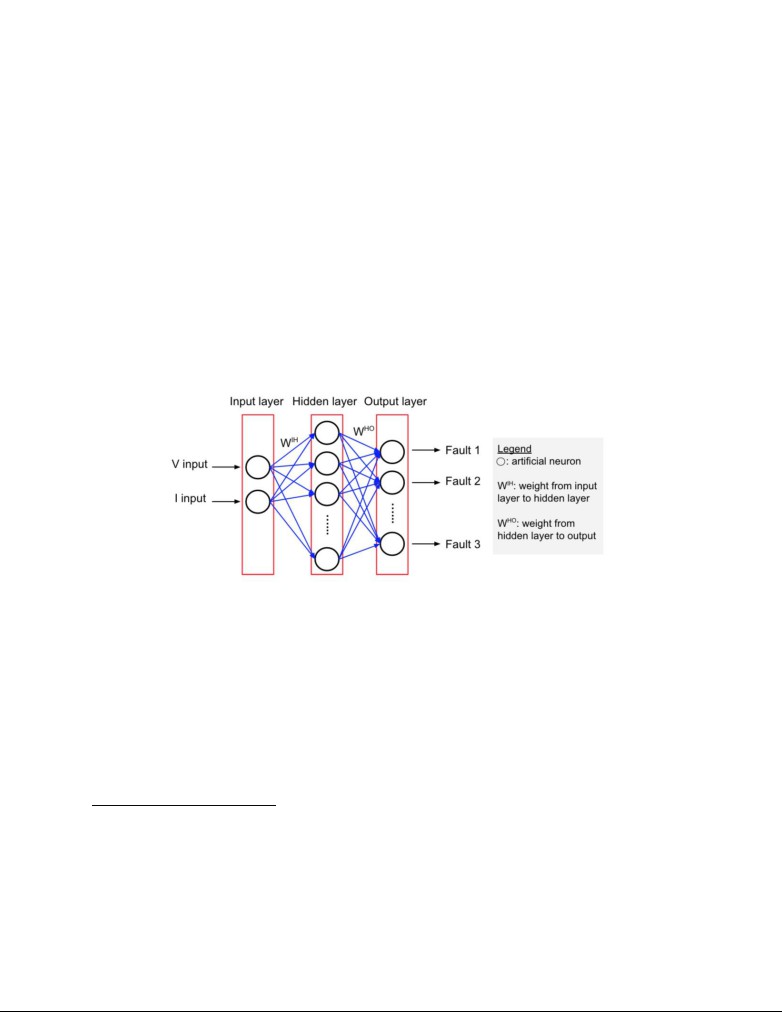 Input layer Hidden layer Output layer
W^IH
W^HO
V input
I input
Fault 1
Fault 2
Fault 3
Legend
○: artificial neuron
W^IH: weight from input
layer to hidden layer
W^HO: weight from
hidden layer to output